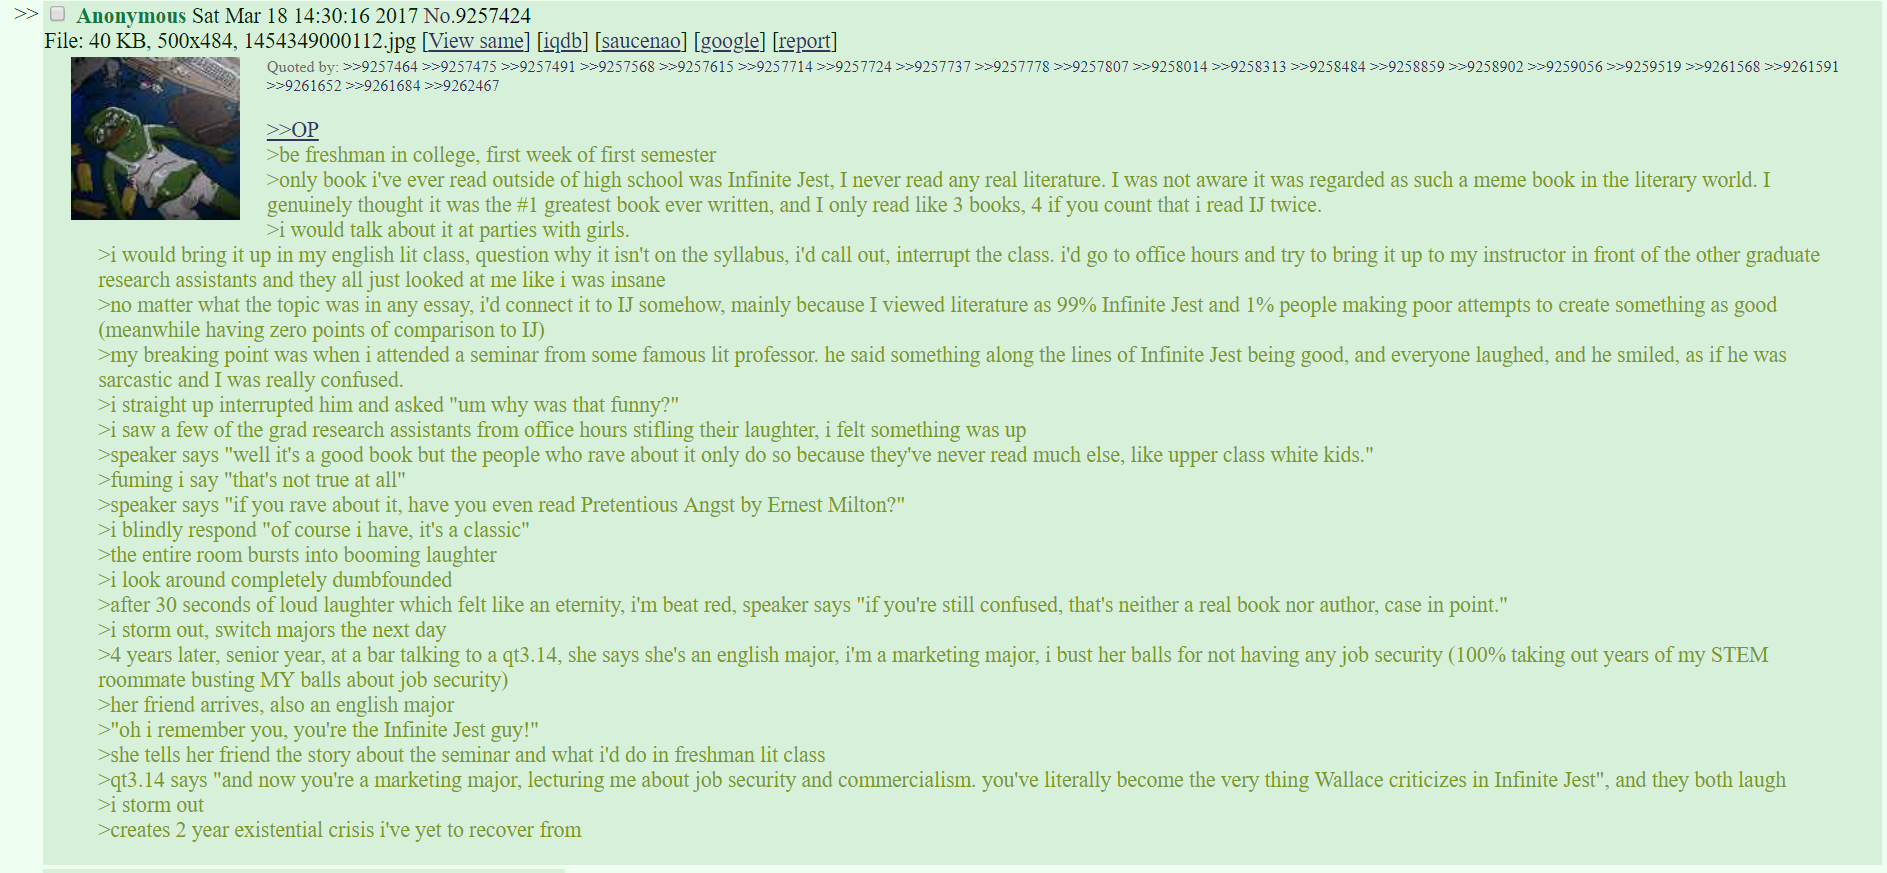 >> Anonymous Sat Mar 18 14:30:16 2017 No.9257424
File: 40 KB, 500x484, 1454349000112.jpg [View same] [iqdb] [saucenao] [google] [report]
Quoted by: >>9257464 >>9257475 >>9257491 >>9257568 >>9257615 >>9257714 >>9257724 >>9257737 >>9257778 >>9257807 >>9258014 >>9258313 >>9258484 >>9258859 >>9258902 >>9259056 >>9259519 >>9261568 >>9261591
>>9261652 >>9261684 >>9262467
>>OP
>be freshman in college, first week of first semester
>only book i've ever read outside of high school was Infinite Jest, I never read any real literature. I was not aware it was regarded as such a meme book in the literary world. I
genuinely thought it was the #1 greatest book ever written, and I only read like 3 books, 4 if you count that i read IJ twice.
>i would talk about it at parties with girls.
>i would bring it up in my english lit class, question why it isn't on the syllabus, i'd call out, interrupt the class. i'd go to office hours and try to bring it up to my instructor in front of the other graduate
research assistants and they all just looked at me like i was insane
>no matter what the topic was in any essay, i'd connect it to IJ somehow, mainly because I viewed literature as 99% Infinite Jest and 1% people making poor attempts to create something as good
(meanwhile having zero points of comparison to IJ)
>my breaking point was when i attended a seminar from some famous lit professor. he said something along the lines of Infinite Jest being good, and everyone laughed, and he smiled, as if he was
sarcastic and I was really confused.
>i straight up interrupted him and asked "um why was that funny?"
>i saw a few of the grad research assistants from office hours stifling their laughter, i felt something was up
>speaker says "well it's a good book but the people who rave about it only do so because they've never read much else, like upper class white kids."
>fuming i say "that's not true at all"
>speaker says "if you rave about it, have you even read Pretentious Angst by Ernest Milton?"
>i blindly respond "of course i have, it's a classic"
>the entire room bursts into booming laughter
>i look around completely dumbfounded
>after 30 seconds of loud laughter which felt like an eternity, i'm beat red, speaker says "if you're still confused, that's neither a real book nor author, case in point."
>i storm out, switch majors the next day
>4 years later, senior year, at a bar talking to a qt3.14, she says she's an english major, i'm a marketing major, i bust her balls for not having any job security (100% taking out years of my STEM
roommate busting MY balls about job security)
>her friend arrives, also an english major
>"oh i remember you, you're the Infinite Jest guy!"
>she tells her friend the story about the seminar and what i'd do in freshman lit class
>qt3.14 says "and now you're a marketing major, lecturing me about job security and commercialism. you've literally become the very thing Wallace criticizes in Infinite Jest", and they both laugh
>i storm out
>creates 2 year existential crisis i've yet to recover from